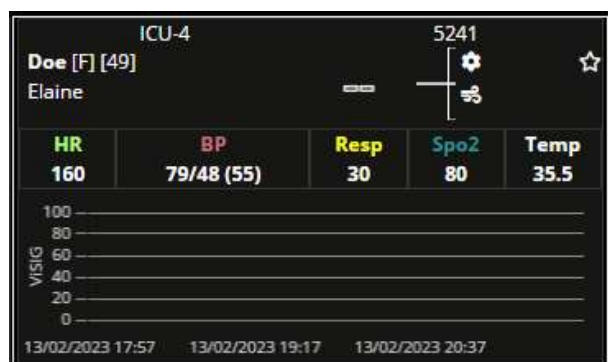 ICU-4 5241
Doe [F] [49]
Elaine
HR BP Resp Spo2 Temp
160 79/48 (55) 30 80 35.5
100
80
60
40
20
0
ViSIG
13/02/2023 17:57 13/02/2023 19:17 13/02/2023 20:37